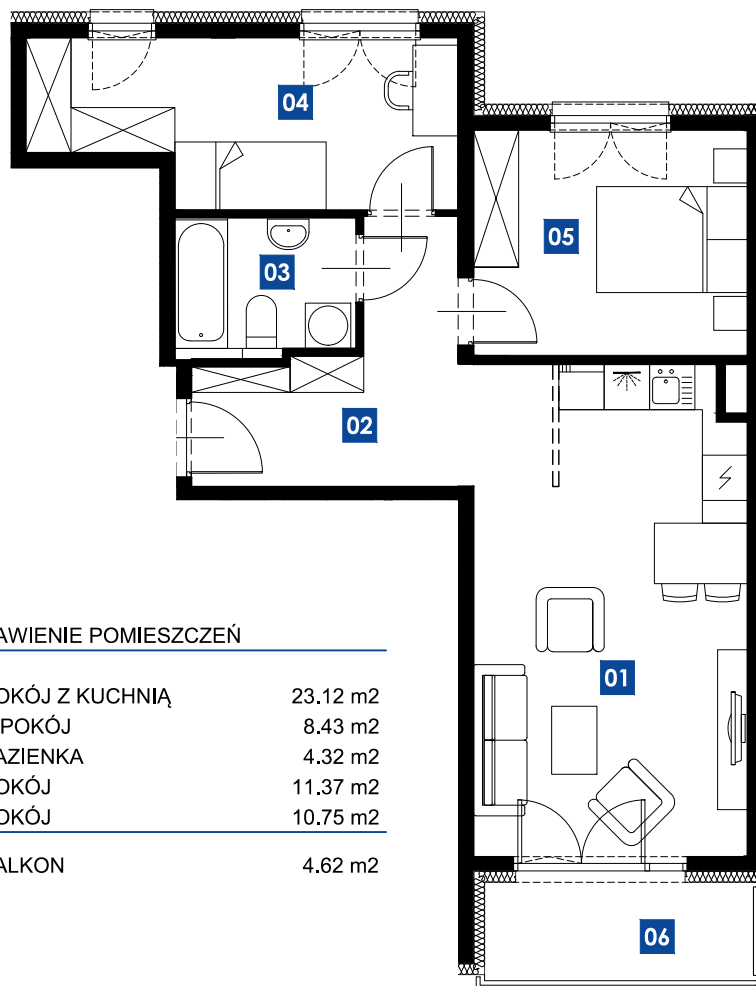 04
05
03
02
01
06
AWIENIE POMIESZCZEŃ
OKÓJ Z KUCHNIĄ 23.12 m2
POKÓJ 8.43 m2
AZIENKA 4.32 m2
OKÓJ 11.37 m2
OKÓJ 10.75 m2
ALKON 4.62 m2